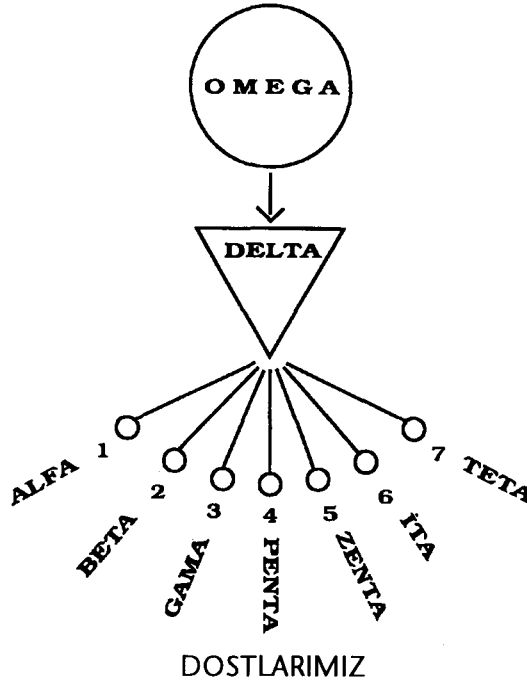 OMEGA
DELTA
1 ALFA
2 BETA
3 GAMA
4 PENTA
5 ZENTA
6 İTA
7 TETA
DOSTLARIMIZ